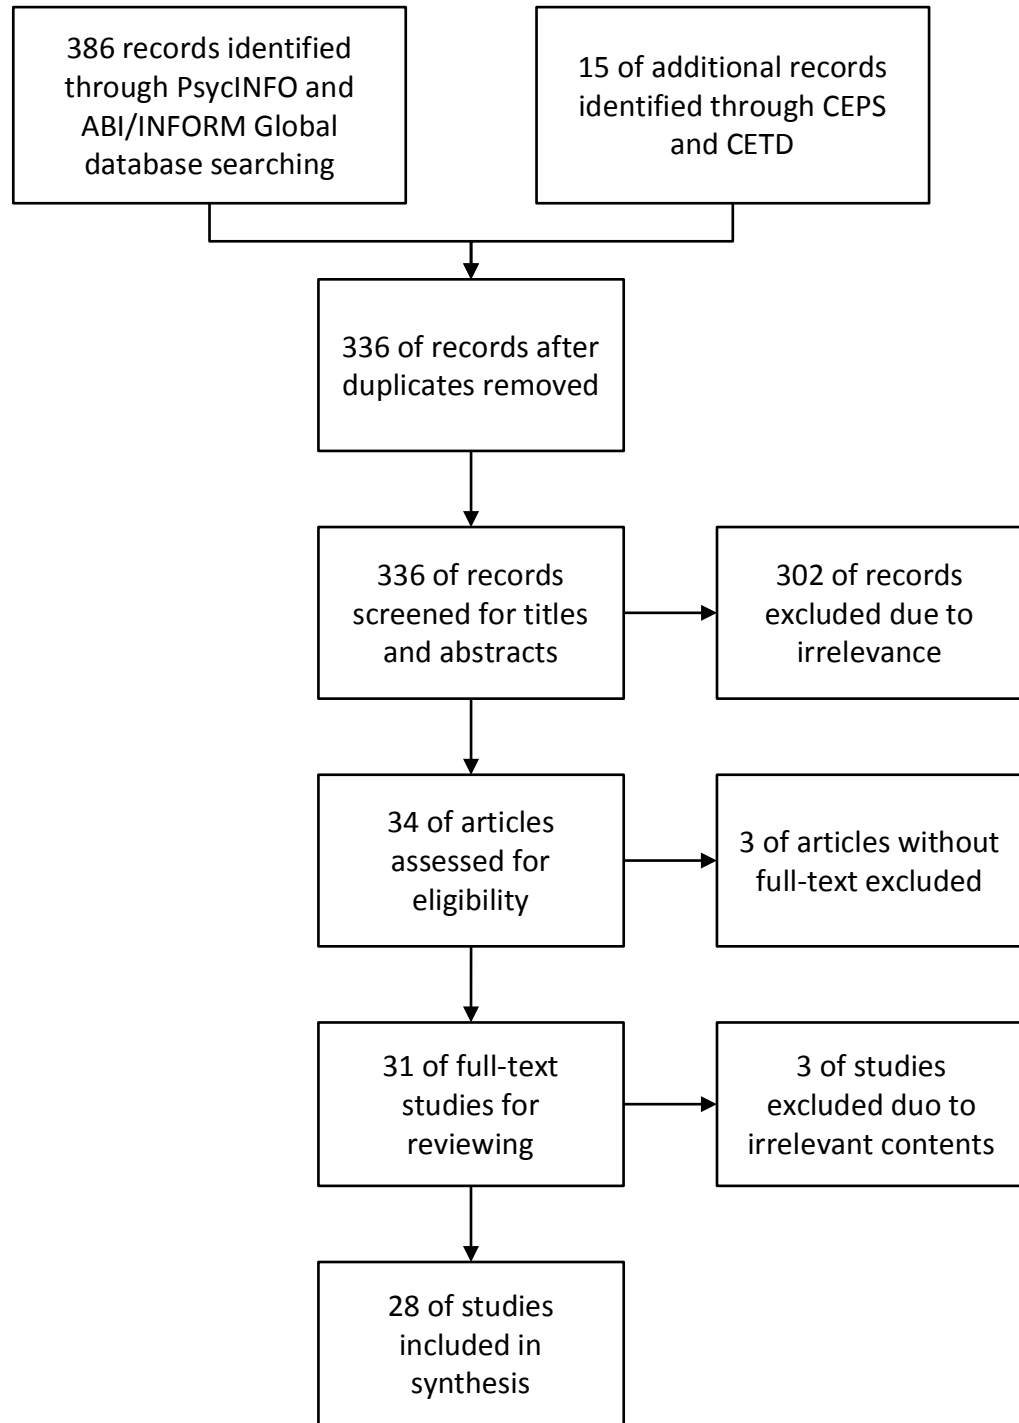 386 records identified
through PsycINFO and
ABI/INFORM Global
database searching
15 of additional records
identified through CEPS
and CETD
336 of records after
duplicates removed
336 of records
screened for titles
and abstracts
302 of records
excluded due to
irrelevance
34 of articles
assessed for
eligibility
3 of articles without
full-text excluded
31 of full-text
studies for
reviewing
3 of studies
excluded duo to
irrelevant contents
28 of studies
included in
synthesis